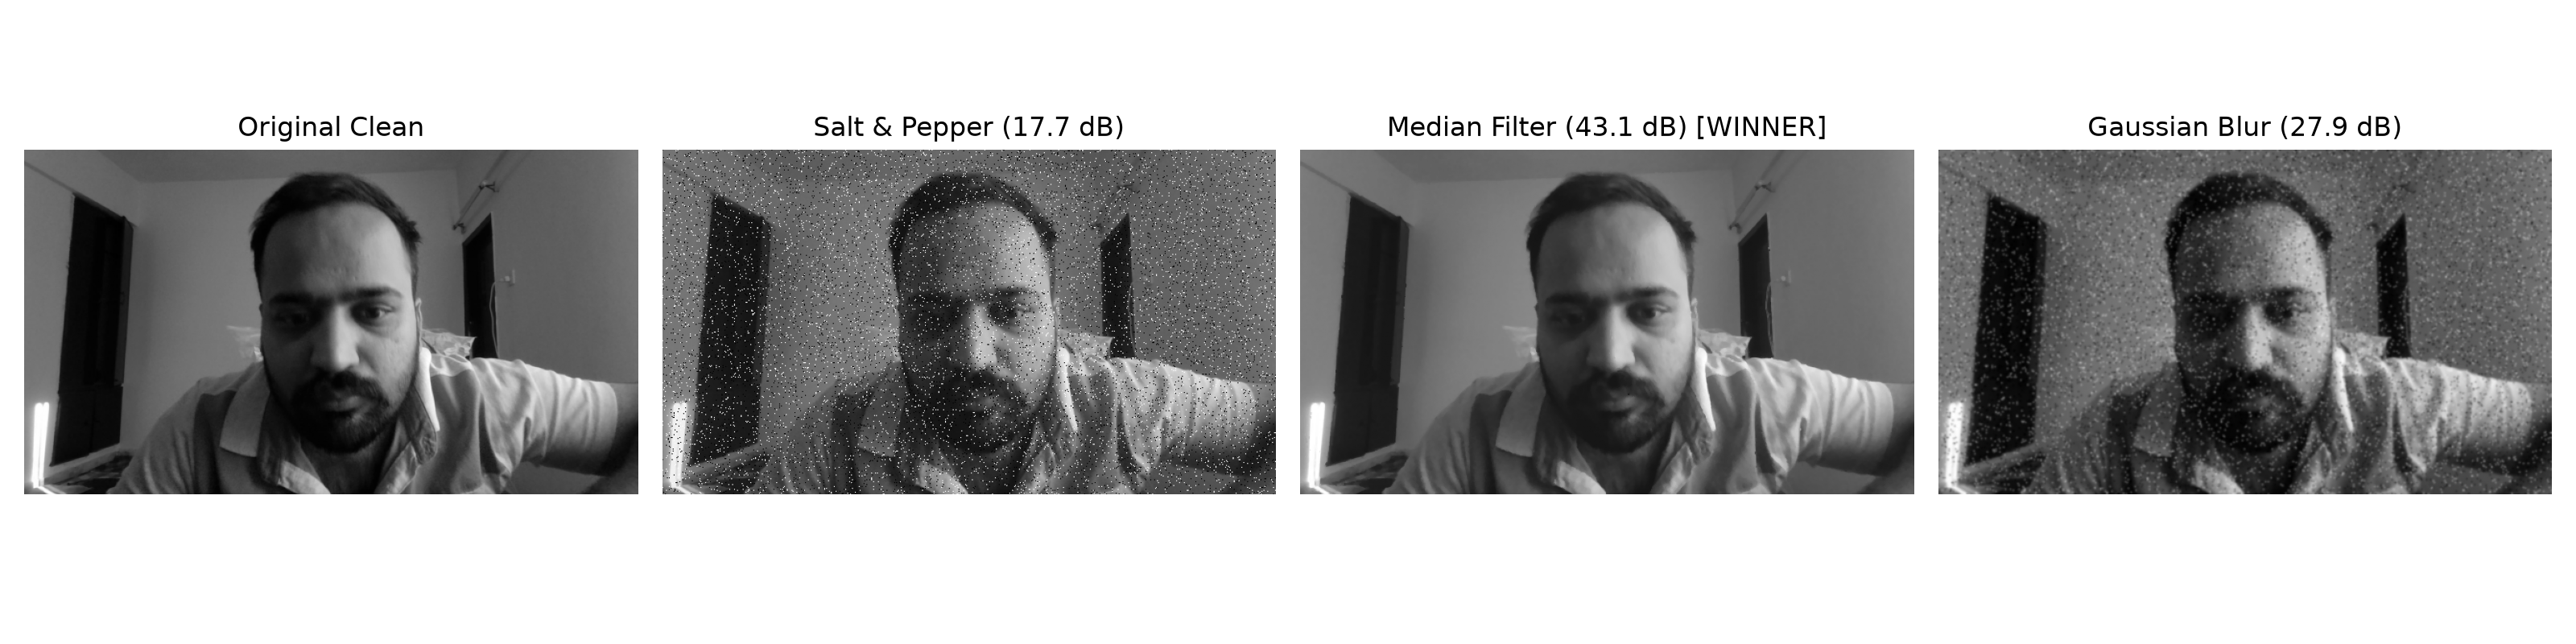 Original Clean
Salt & Pepper (17.7 dB)
Median Filter (43.1 dB) [WINNER]
Gaussian Blur (27.9 dB)